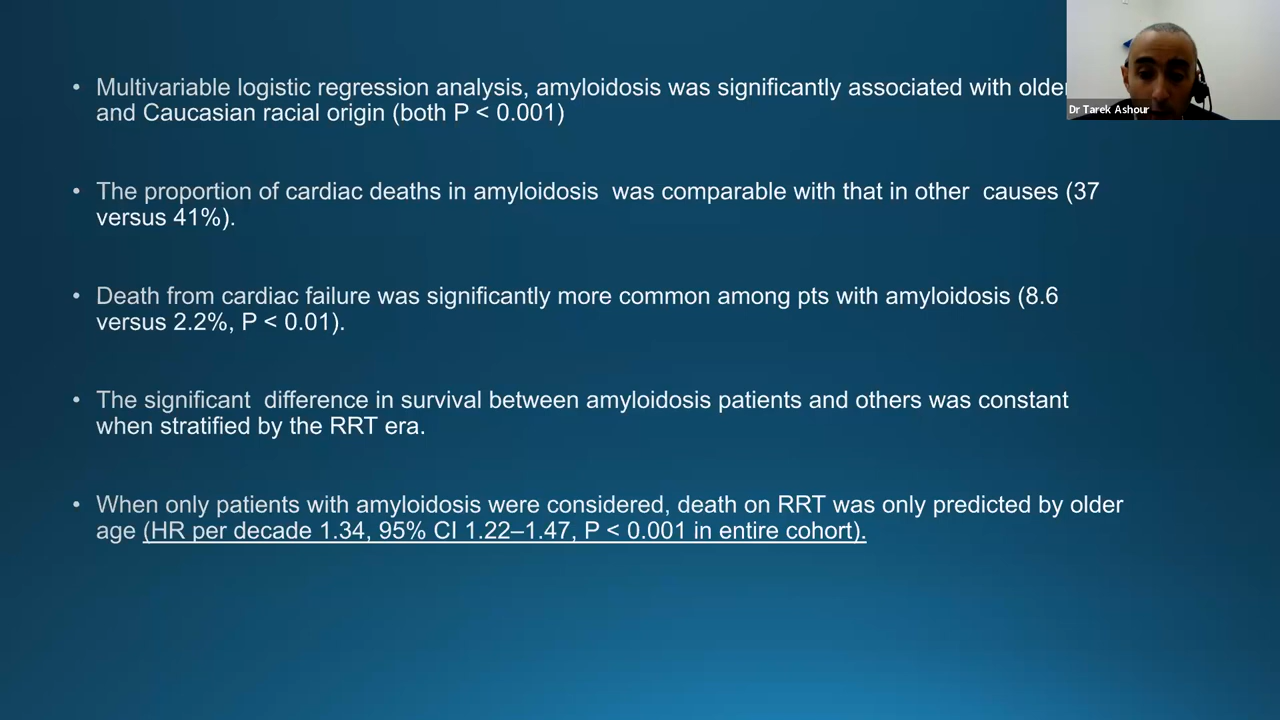 • Multivariable logistic regression analysis, amyloidosis was significantly associated with older
and Caucasian racial origin (both P < 0.001)
• The proportion of cardiac deaths in amyloidosis  was comparable with that in other  causes (37
versus 41%).
• Death from cardiac failure was significantly more common among pts with amyloidosis (8.6
versus 2.2%, P < 0.01).
• The significant  difference in survival between amyloidosis patients and others was constant
when stratified by the RRT era.
• When only patients with amyloidosis were considered, death on RRT was only predicted by older
age (HR per decade 1.34, 95% CI 1.22–1.47, P < 0.001 in entire cohort).
Dr Tarek Ashour